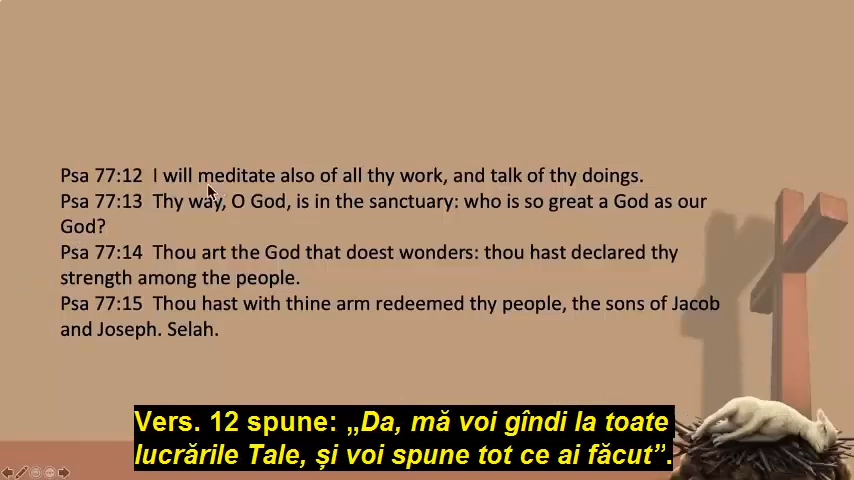 Psa 77:12  I will meditate also of all thy work, and talk of thy doings.
Psa 77:13  Thy way, O God, is in the sanctuary: who is so great a God as our
God?
Psa 77:14  Thou art the God that doest wonders: thou hast declared thy
strength among the people.
Psa 77:15  Thou hast with thine arm redeemed thy people, the sons of Jacob
and Joseph. Selah.
Vers. 12 spune: „Da, mă voi gîndi la toate
lucrările Tale, și voi spune tot ce ai făcut”.